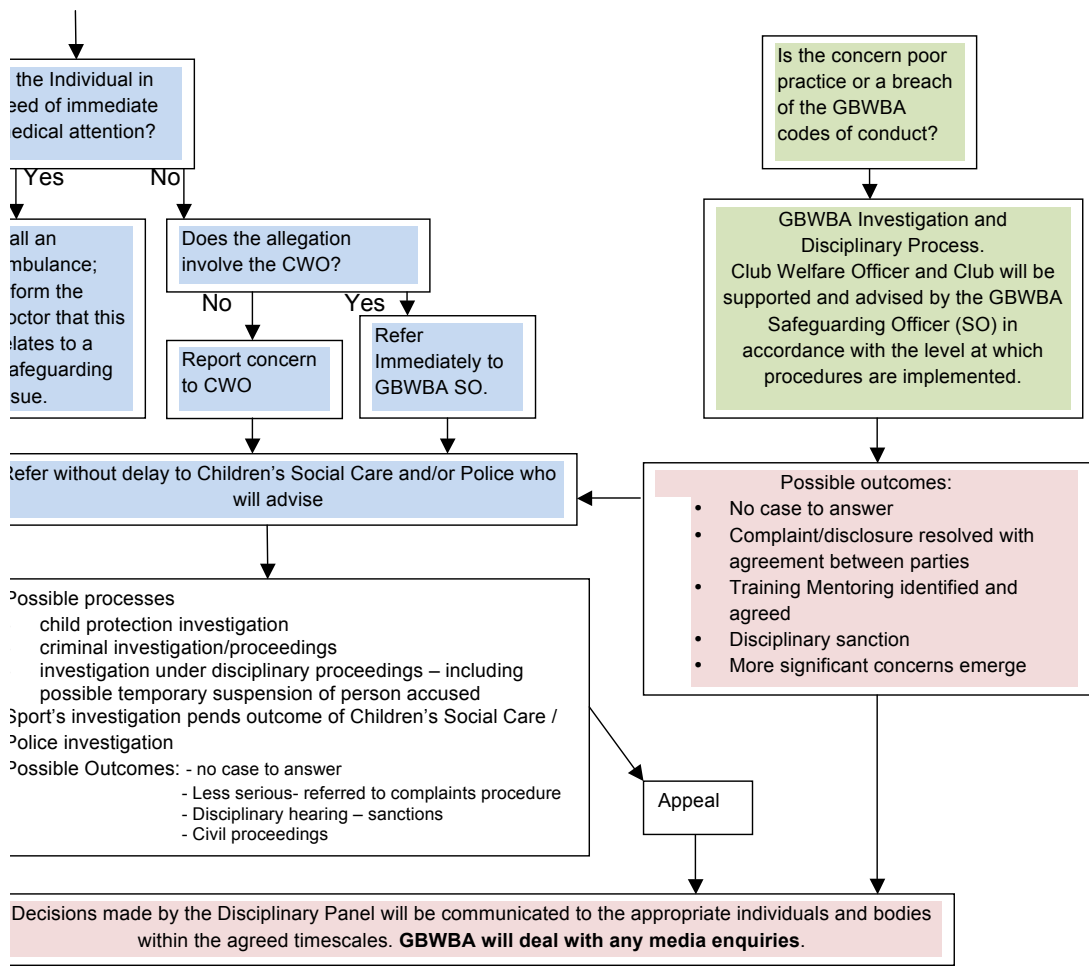 the Individual in
eed of immediate
edical attention?
Yes
No
all an
mbulance;
form the
octor that this
elates to a
afeguarding
sue.
Does the allegation
involve the CWO?
No
Yes
Report concern
to CWO
Refer
Immediately to
GBWBA SO.
Refer without delay to Children's Social Care and/or Police who
will advise
Possible processes
child protection investigation
criminal investigation/proceedings
investigation under disciplinary proceedings – including
possible temporary suspension of person accused
Sport's investigation pends outcome of Children's Social Care /
Police investigation
Possible Outcomes: - no case to answer
- Less serious- referred to complaints procedure
- Disciplinary hearing – sanctions
- Civil proceedings
Is the concern poor
practice or a breach
of the GBWBA
codes of conduct?
GBWBA Investigation and
Disciplinary Process.
Club Welfare Officer and Club will be
supported and advised by the GBWBA
Safeguarding Officer (SO) in
accordance with the level at which
procedures are implemented.
Possible outcomes:
• No case to answer
• Complaint/disclosure resolved with
agreement between parties
• Training Mentoring identified and
agreed
• Disciplinary sanction
• More significant concerns emerge
Appeal
Decisions made by the Disciplinary Panel will be communicated to the appropriate individuals and bodies
within the agreed timescales. GBWBA will deal with any media enquiries.